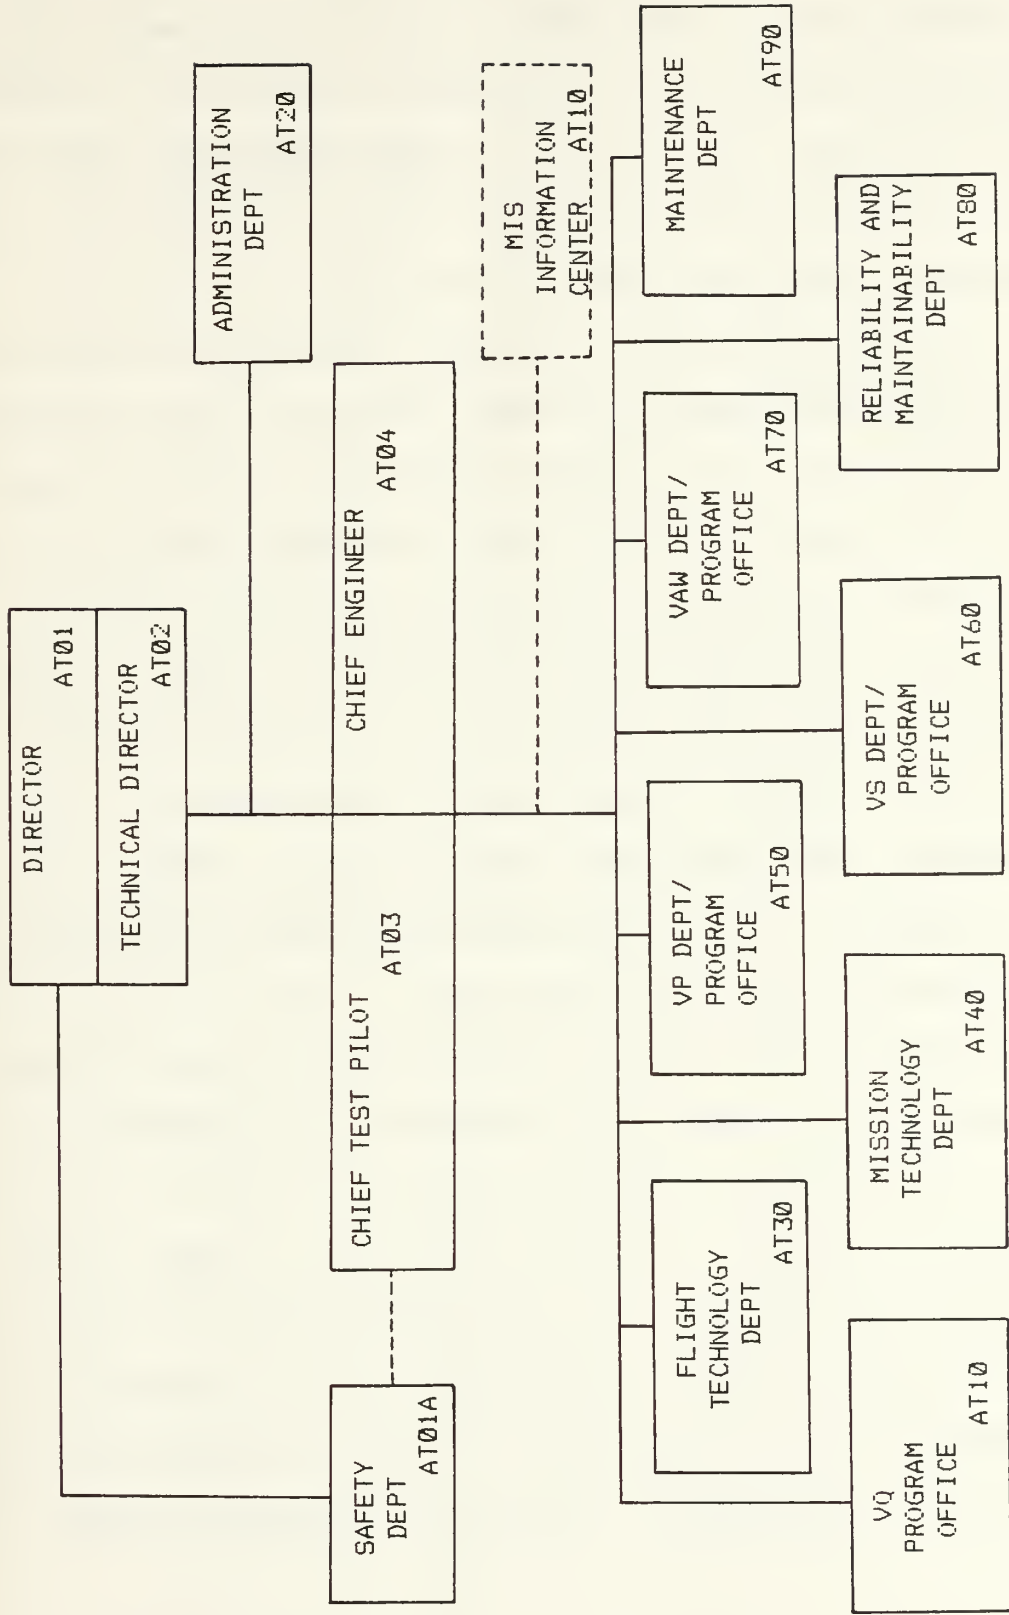 DIRECTOR
AT01
TECHNICAL DIRECTOR
AT02
ADMINISTRATION
DEPT
AT20
SAFETY
DEPT
AT01A
CHIEF TEST PILOT
AT03
CHIEF ENGINEER
AT04
MIS
INFORMATION
CENTER AT10
FLIGHT
TECHNOLOGY
DEPT
AT30
VP DEPT/
PROGRAM
OFFICE
AT50
VAW DEPT/
PROGRAM
OFFICE
AT70
MAINTENANCE
DEPT
AT90
VQ
PROGRAM
OFFICE
AT10
MISSION
TECHNOLOGY
DEPT
AT40
VS DEPT/
PROGRAM
OFFICE
AT60
RELIABILITY AND
MAINTAINABILITY
DEPT
AT80